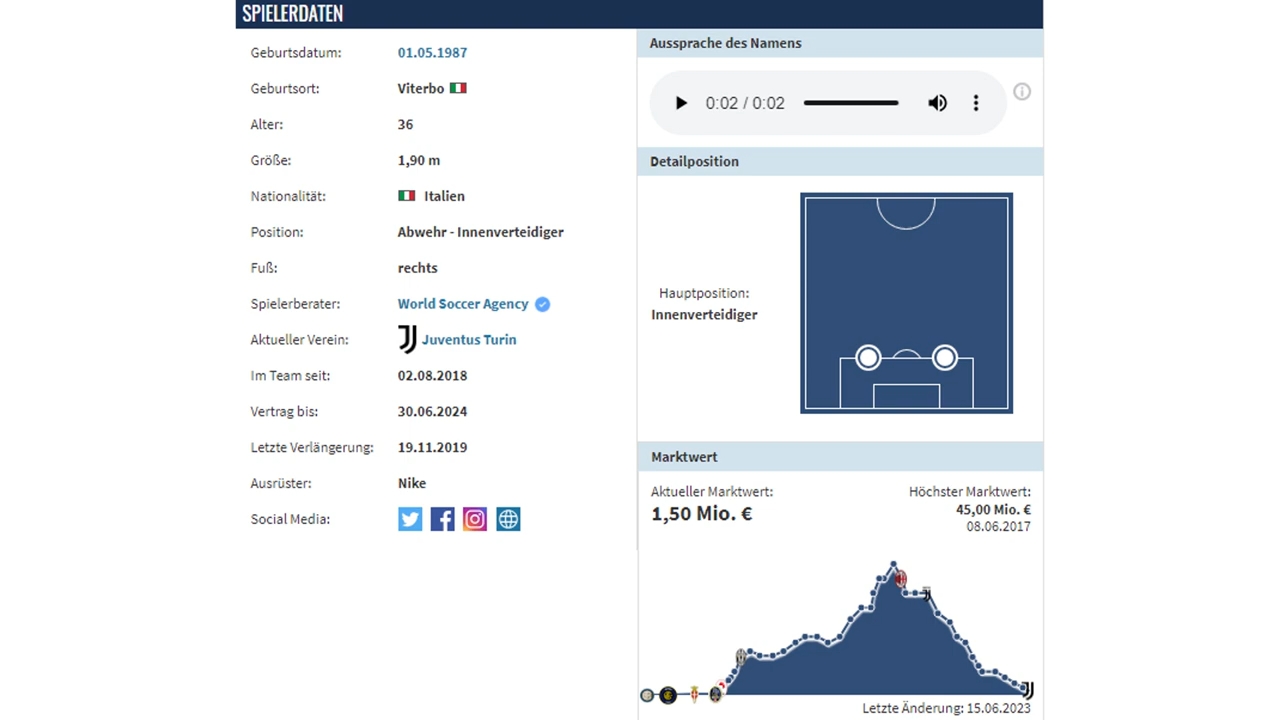 SPIELERDATEN
Geburtsdatum: 01.05.1987
Geburtsort: Viterbo
Alter: 36
Größe: 1,90 m
Nationalität: Italien
Position: Abwehr - Innenverteidiger
Fuß: rechts
Spielerberater: World Soccer Agency
Aktueller Verein: Juventus Turin
Im Team seit: 02.08.2018
Vertrag bis: 30.06.2024
Letzte Verlängerung: 19.11.2019
Ausrüster: Nike
Social Media:
Aussprache des Namens
0:02 / 0:02
Detailposition
Hauptposition:
Innenverteidiger
Marktwert
Aktueller Marktwert:
1,50 Mio. €
Höchster Marktwert:
45,00 Mio. €
08.06.2017
Letzte Änderung: 15.06.2023